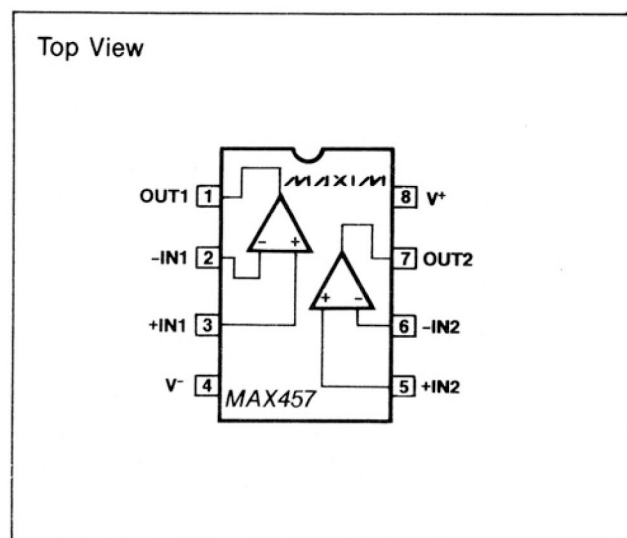 Top View
MAXIM
OUT1 1
8 V+
-IN1 2
7 OUT2
- +
+ -
+IN1 3
6 -IN2
V- 4
5 +IN2
MAX457